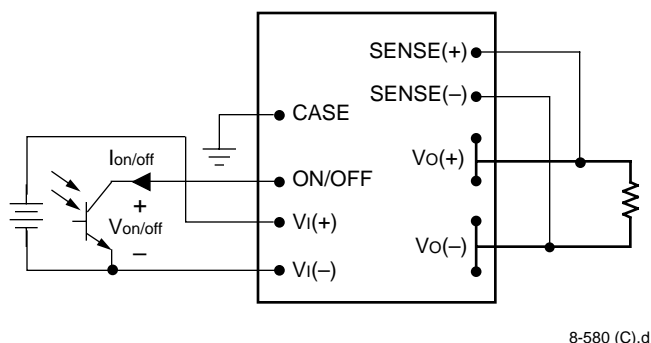 SENSE(+)
SENSE(–)
CASE
Ion/off
VO(+)
ON/OFF
+
Von/off
–
VI(+)
VO(–)
VI(–)
8-580 (C).d